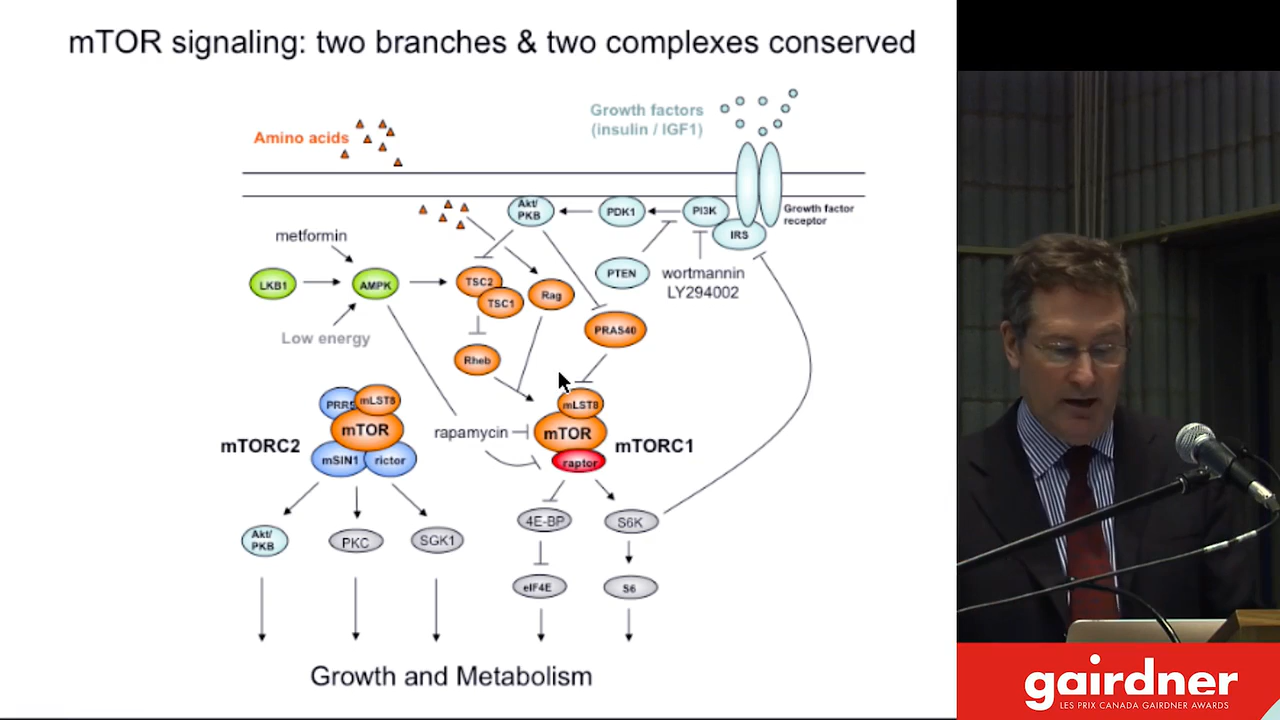 mTOR signaling: two branches & two complexes conserved
Growth factors
(insulin / IGF1)
Amino acids
Akt/
PKB
PDK1
PI3K
Growth factor
receptor
IRS
metformin
PTEN
wortmannin
LY294002
LKB1
AMPK
TSC2
TSC1
Rag
Low energy
PRAS40
Rheb
PRR5
mLST8
mTOR
mTORC2
mSIN1
rictor
rapamycin
mLST8
mTOR
mTORC1
raptor
Akt/
PKB
PKC
SGK1
4E-BP
S6K
eIF4E
S6
Growth and Metabolism
gairdner
LES PRIX CANADA GAIRDNER AWARDS